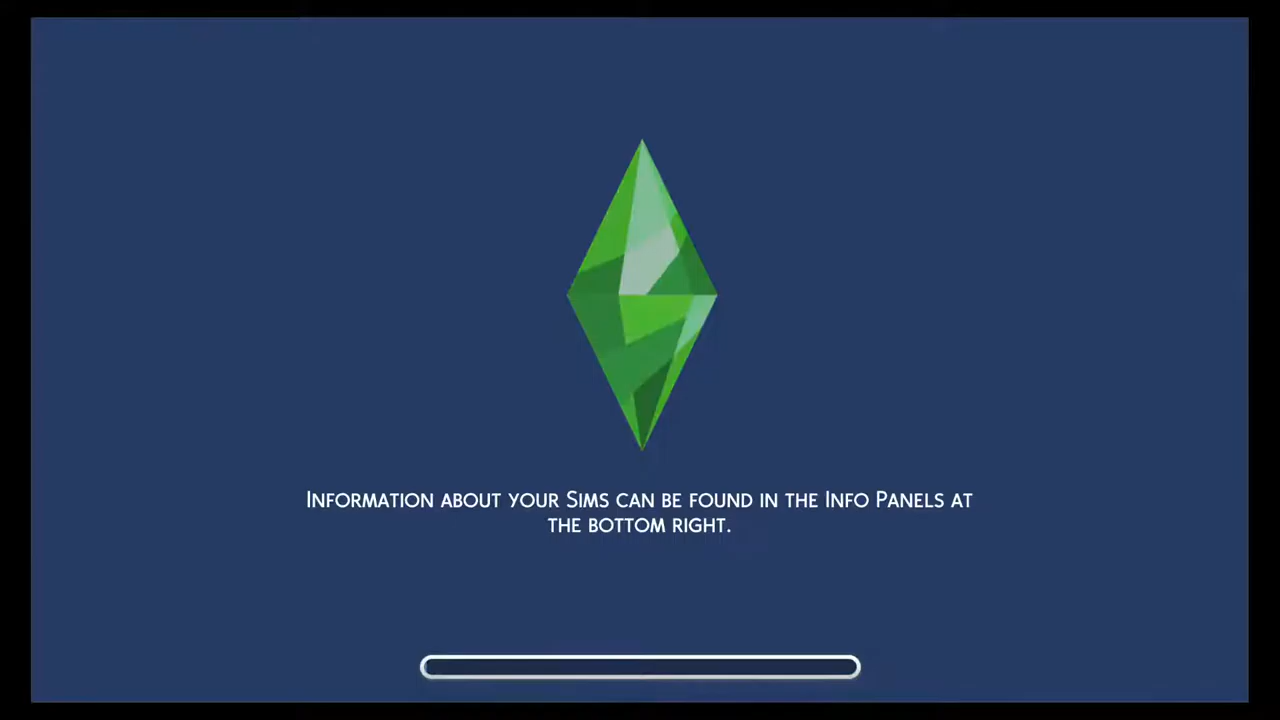 Information about your Sims can be found in the Info Panels at
the bottom right.